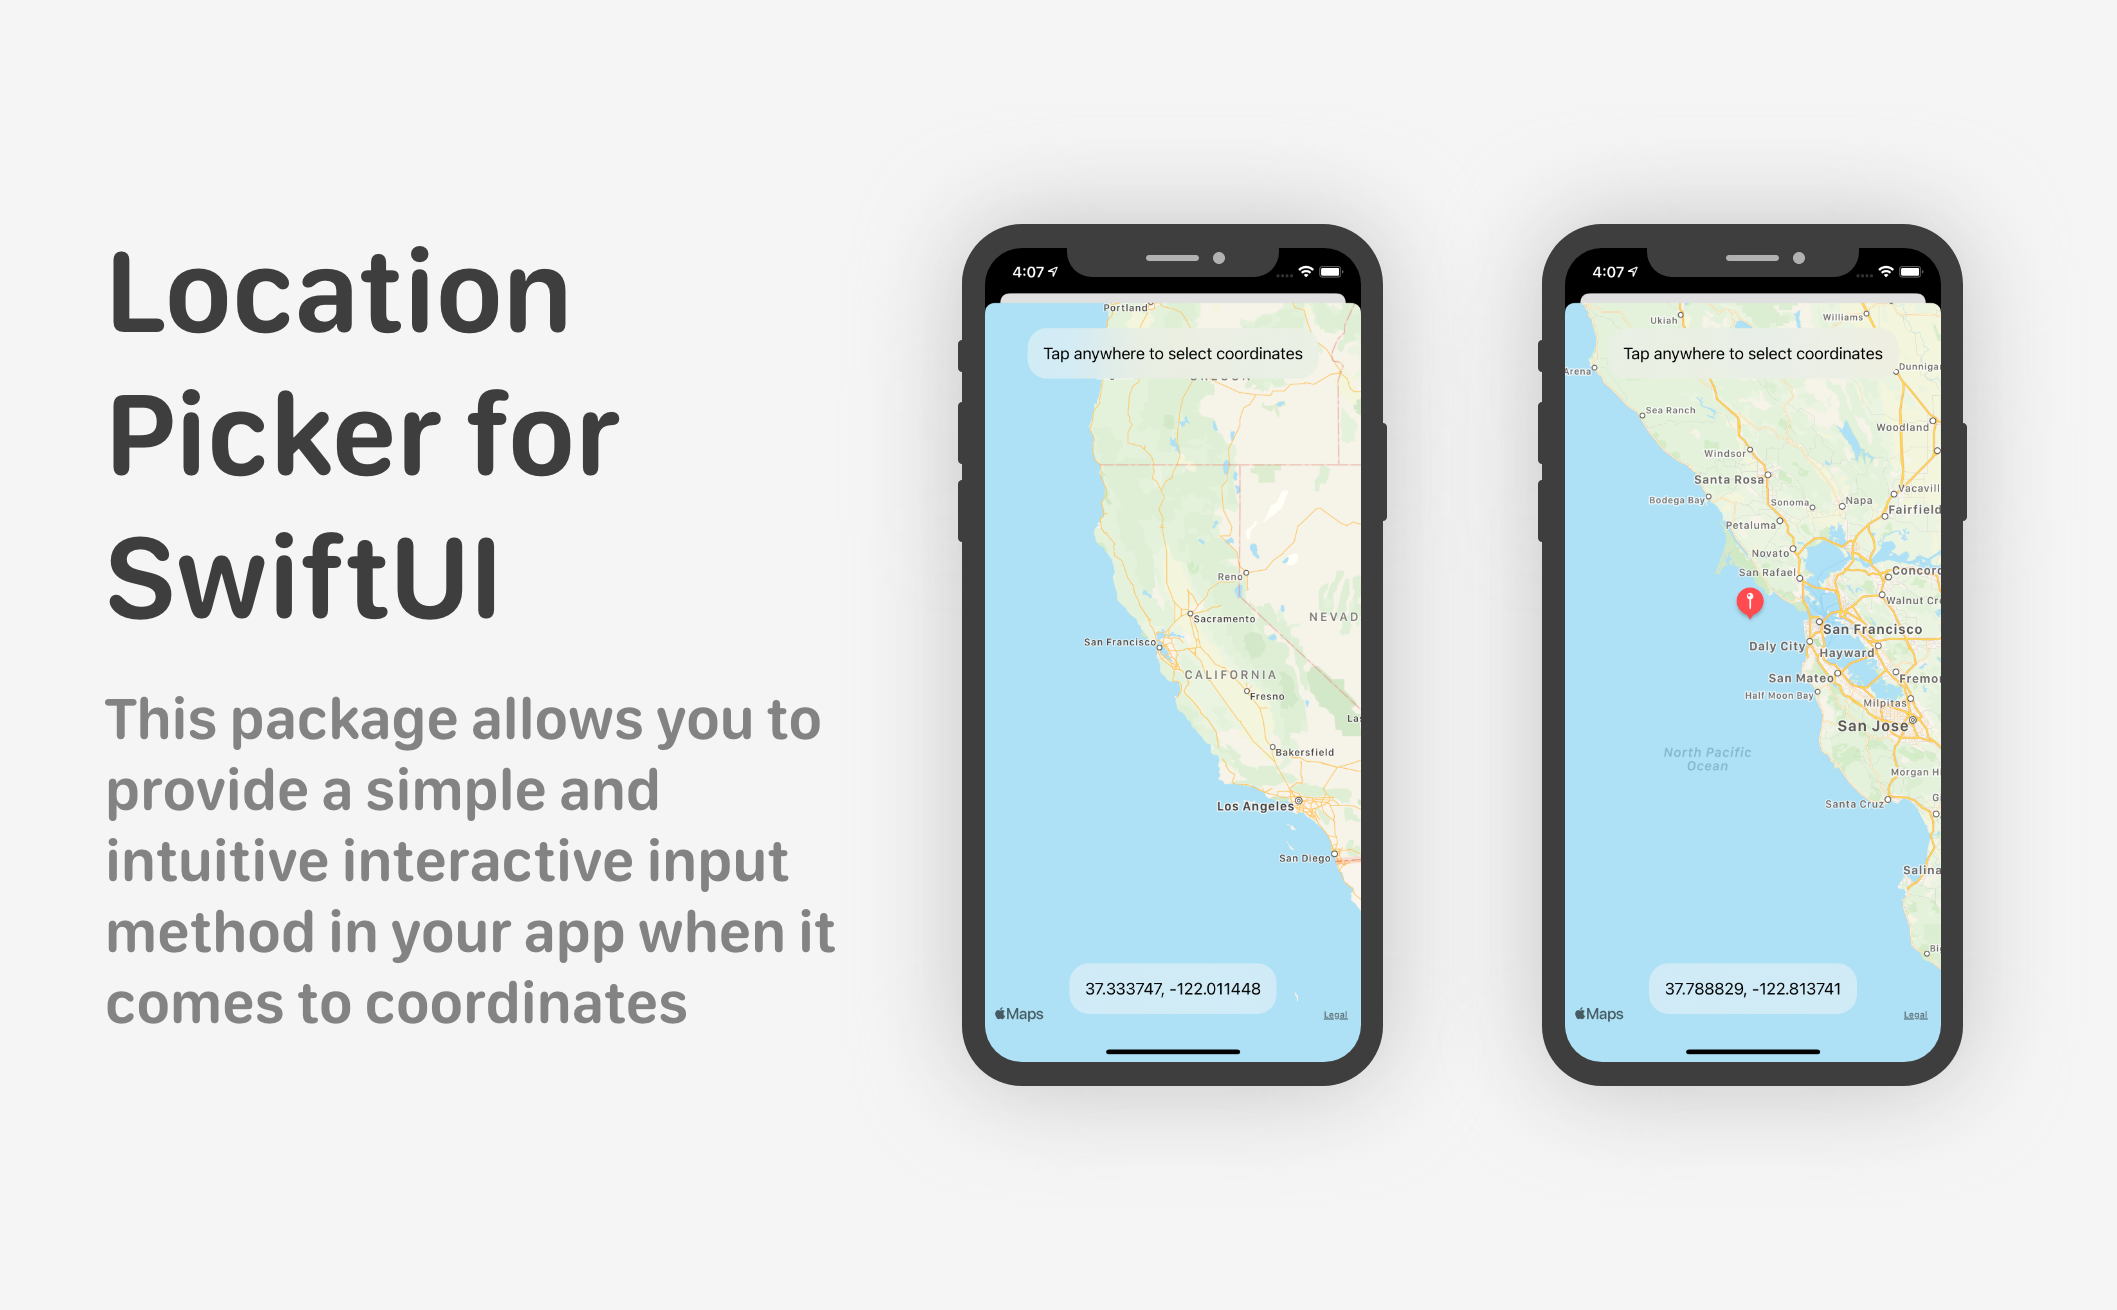 Location
Picker for
SwiftUI
This package allows you to
provide a simple and
intuitive interactive input
method in your app when it
comes to coordinates
4:07
Portland
Tap anywhere to select coordinates
OREGON
Reno
Sacramento
NEVAD
San Francisco
CALIFORNIA
Fresno
Las
Bakersfield
Los Angeles
San Diego
37.333747, -122.011448
Maps
Legal
4:07
Ukiah
Williams
Tap anywhere to select coordinates
Arena
Dunnigan
Sea Ranch
Woodland
Windsor
Santa Rosa
Bodega Bay
Sonoma
Napa
Vacavill
Fairfield
Petaluma
Novato
San Rafael
Concord
Walnut Cr
San Francisco
Daly City
Hayward
San Mateo
Fremon
Half Moon Bay
Milpitas
San Jose
North Pacific
Ocean
Morgan H
Santa Cruz
G
Salina
Big
37.788829, -122.813741
Maps
Legal